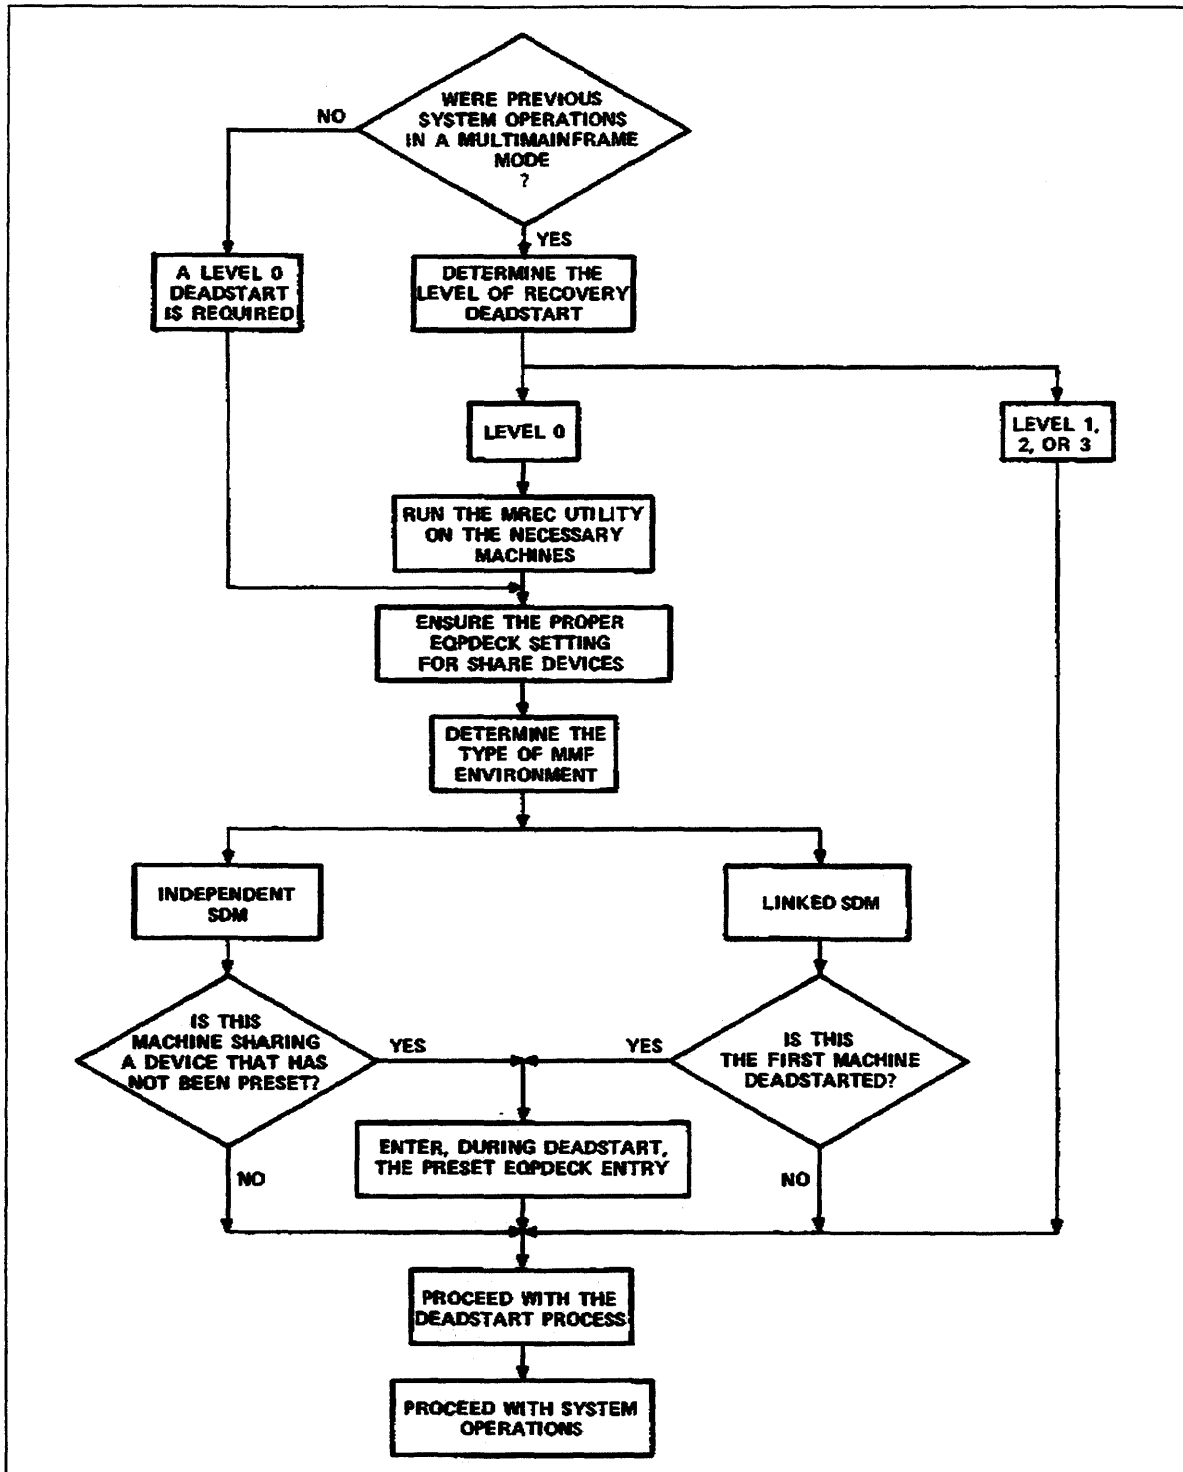 WERE PREVIOUS
SYSTEM OPERATIONS
IN A MULTIMAINFRAME
MODE
?
NO
YES
A LEVEL 0
DEADSTART
IS REQUIRED
DETERMINE THE
LEVEL OF RECOVERY
DEADSTART
LEVEL 0
LEVEL 1,
2, OR 3
RUN THE MREC UTILITY
ON THE NECESSARY
MACHINES
ENSURE THE PROPER
EQPDECK SETTING
FOR SHARE DEVICES
DETERMINE THE
TYPE OF MMF
ENVIRONMENT
INDEPENDENT
SDM
LINKED SDM
IS THIS
MACHINE SHARING
A DEVICE THAT HAS
NOT BEEN PRESET?
YES
YES
IS THIS
THE FIRST MACHINE
DEADSTARTED?
ENTER, DURING DEADSTART,
THE PRESET EQPDECK ENTRY
NO
NO
PROCEED WITH THE
DEADSTART PROCESS
PROCEED WITH SYSTEM
OPERATIONS